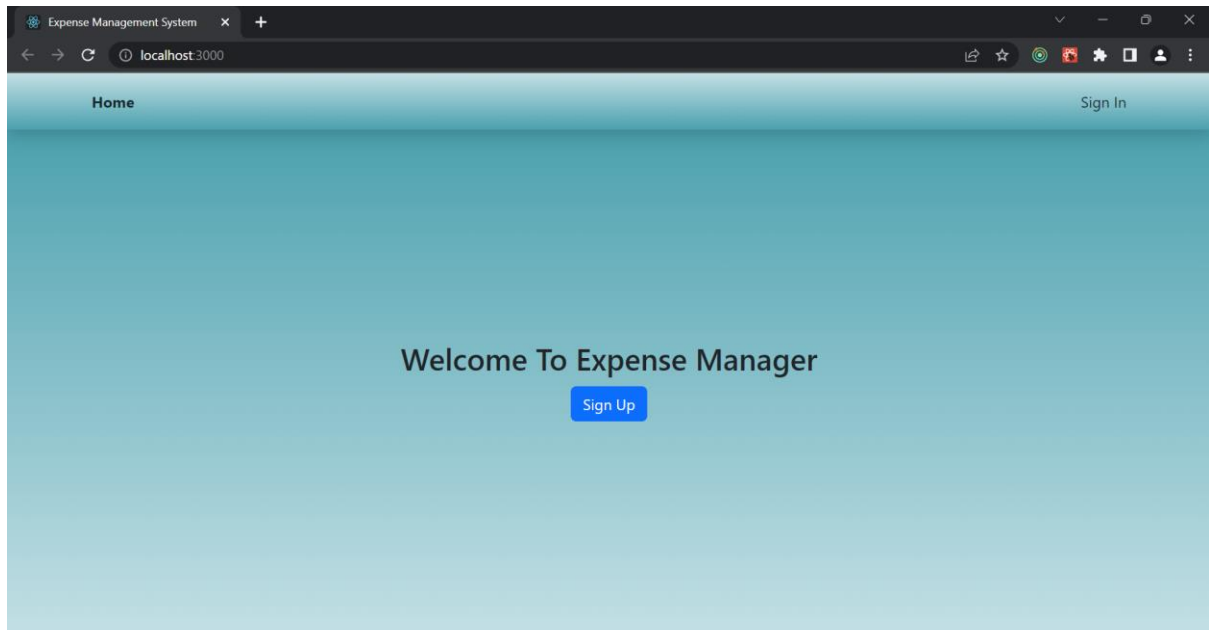 Expense Management System
localhost:3000
Home
Sign In
Welcome To Expense Manager
Sign Up